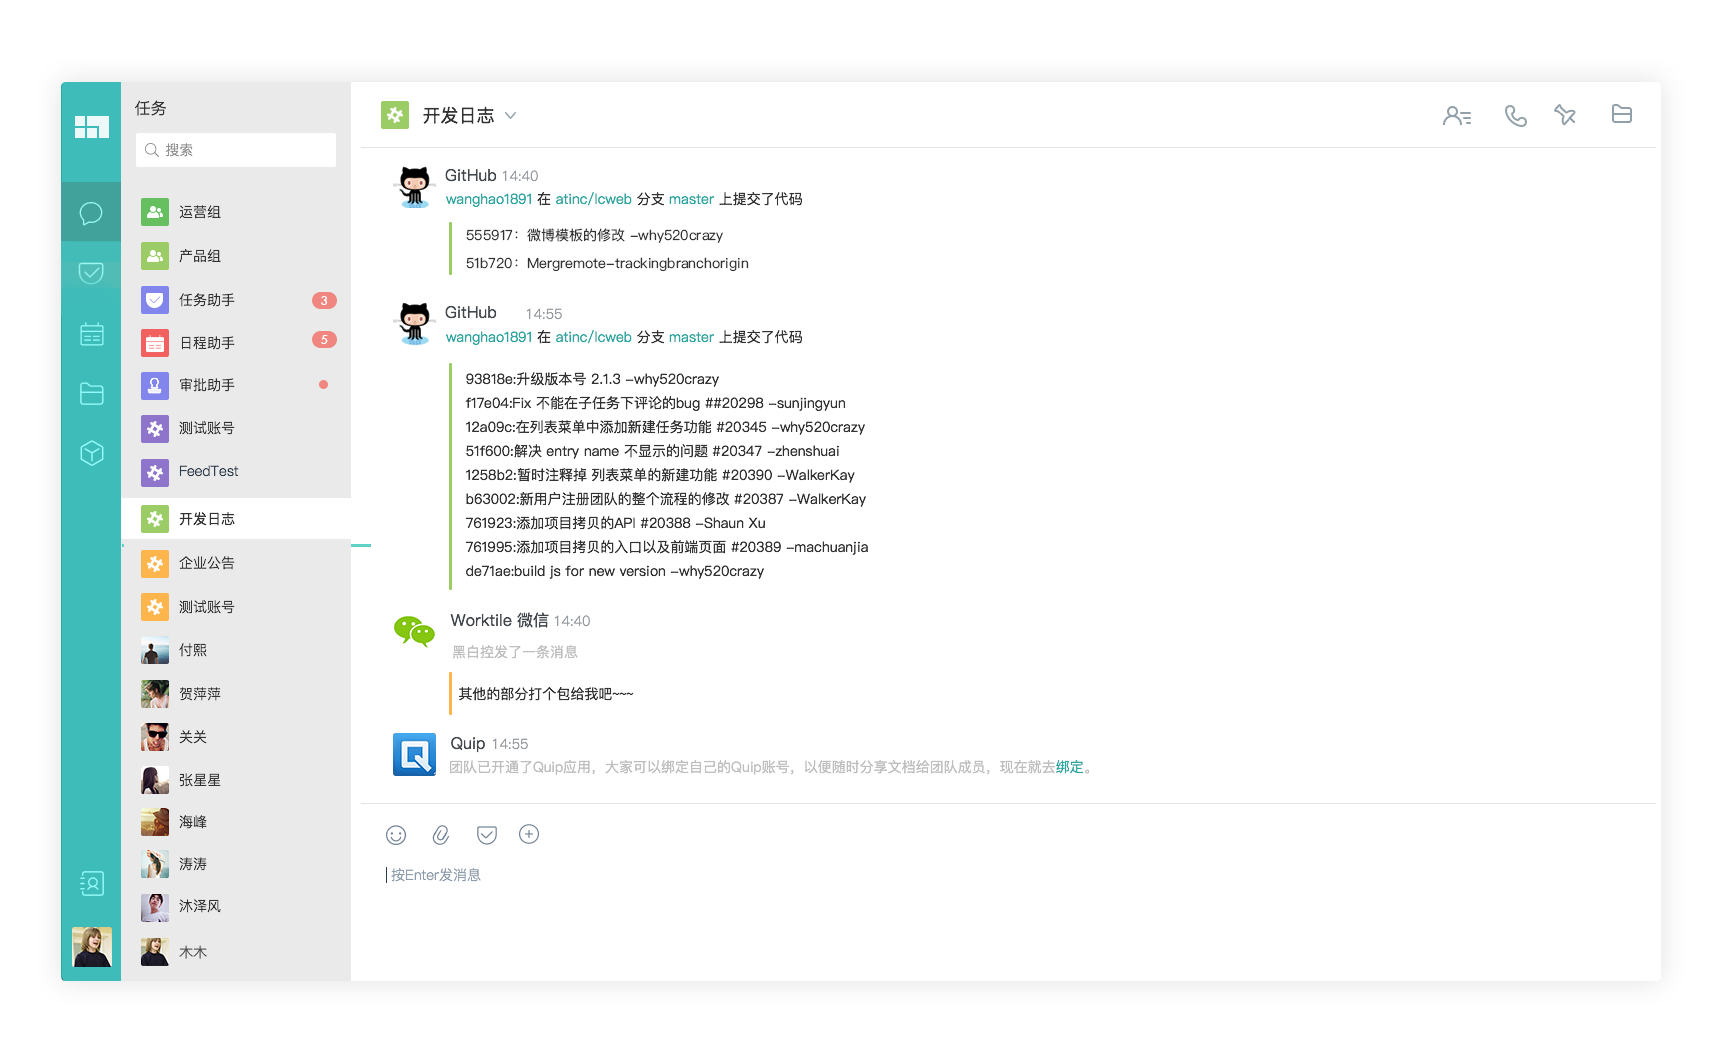 任务
搜索
运营组
产品组
任务助手 3
日程助手 5
审批助手
测试账号
FeedTest
开发日志
企业公告
测试账号
付熙
贺萍萍
关关
张星星
海峰
涛涛
沐泽风
木木
开发日志
GitHub 14:40
wanghao1891 在 atinc/lcweb 分支 master 上提交了代码
555917：微博模板的修改 -why520crazy
51b720：Mergremote-trackingbranchorigin
GitHub 14:55
wanghao1891 在 atinc/lcweb 分支 master 上提交了代码
93818e:升级版本号 2.1.3 -why520crazy
f17e04:Fix 不能在子任务下评论的bug ##20298 -sunjingyun
12a09c:在列表菜单中添加新建任务功能 #20345 -why520crazy
51f600:解决 entry name 不显示的问题 #20347 -zhenshuai
1258b2:暂时注释掉 列表菜单的新建功能 #20390 -WalkerKay
b63002:新用户注册团队的整个流程的修改 #20387 -WalkerKay
761923:添加项目拷贝的API #20388 -Shaun Xu
761995:添加项目拷贝的入口以及前端页面 #20389 -machuanjia
de71ae:build js for new version -why520crazy
Worktile 微信 14:40
黑白控发了一条消息
其他的部分打个包给我吧~~~
Quip 14:55
团队已开通了Quip应用，大家可以绑定自己的Quip账号，以便随时分享文档给团队成员，现在就去绑定。
按Enter发消息